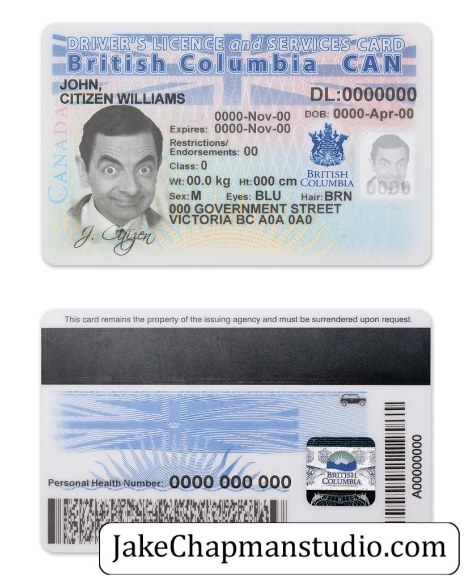 DRIVER'S LICENCE and SERVICES CARD
British Columbia CAN
JOHN,
CITIZEN WILLIAMS
DL:0000000
0000-Nov-00
DOB: 0000-Apr-00
Expires: 0000-Nov-00
Restrictions/
Endorsements: 00
Class: 0
Wt: 00.0 kg Ht:000 cm
BRITISH
COLUMBIA
Sex:M Eyes: BLU Hair:BRN
000 GOVERNMENT STREET
VICTORIA BC A0A 0A0
CANADA
J. Citizen
This card remains the property of the issuing agency and must be surrendered upon request.
BRITISH
COLUMBIA
Personal Health Number: 0000 000 000
A00000000
JakeChapmanstudio.com